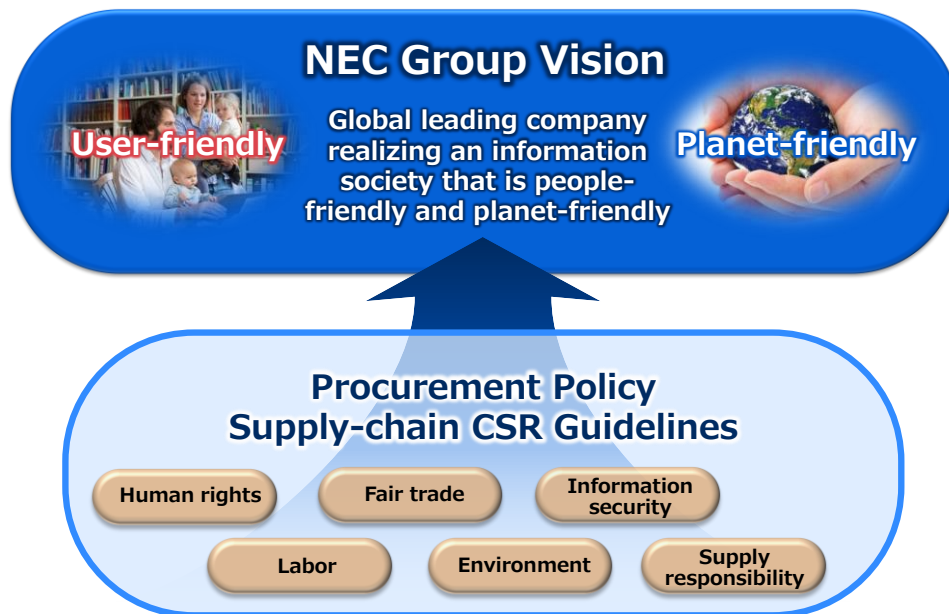 NEC Group Vision
User-friendly
Global leading company
realizing an information
society that is people-
friendly and planet-friendly
Planet-friendly
Procurement Policy
Supply-chain CSR Guidelines
Human rights
Fair trade
Information
security
Labor
Environment
Supply
responsibility